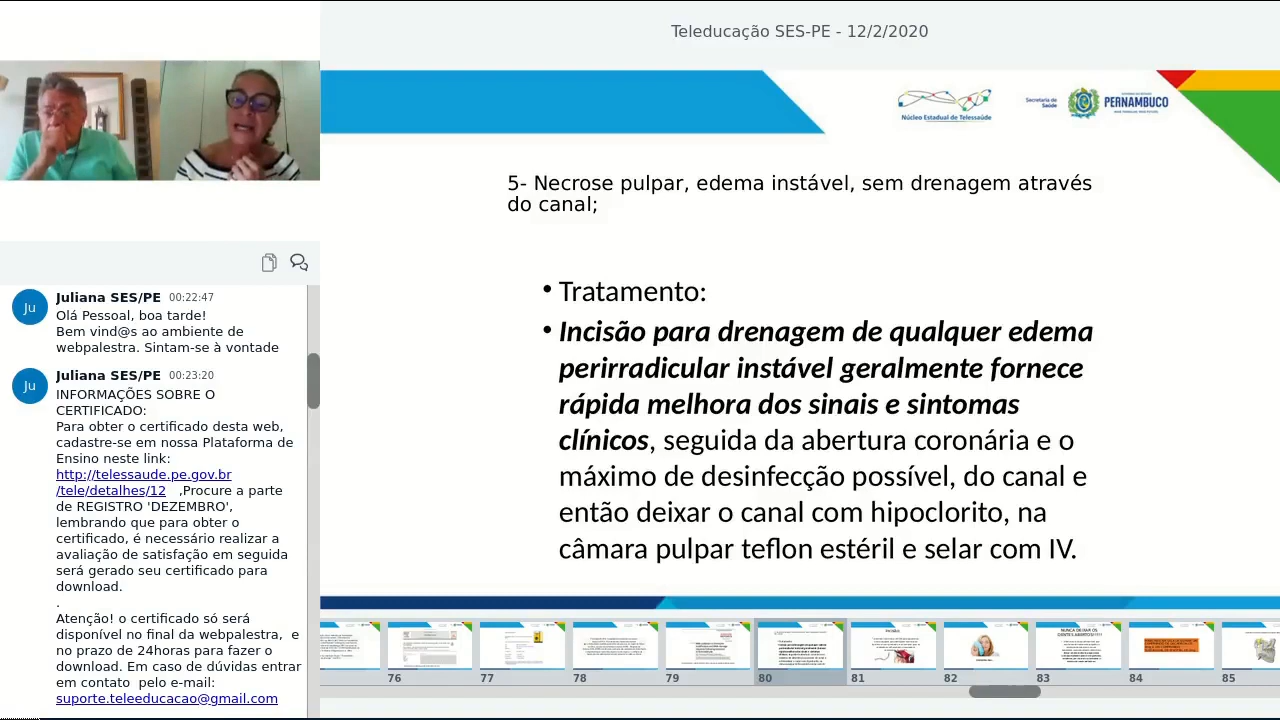 Teleducação SES-PE - 12/2/2020
Núcleo Estadual de Telessaúde
Secretaria de
Saúde
PERNAMBUCO
5- Necrose pulpar, edema instável, sem drenagem através
do canal;
• Tratamento:
• Incisão para drenagem de qualquer edema
perirradicular instável geralmente fornece
rápida melhora dos sinais e sintomas
clínicos, seguida da abertura coronária e o
máximo de desinfecção possível, do canal e
então deixar o canal com hipoclorito, na
câmara pulpar teflon estéril e selar com IV.
Ju
Juliana SES/PE 00:22:47
Olá Pessoal, boa tarde!
Bem vind@s ao ambiente de
webpalestra. Sintam-se à vontade
Ju
Juliana SES/PE 00:23:20
INFORMAÇÕES SOBRE O
CERTIFICADO:
Para obter o certificado desta web,
cadastre-se em nossa Plataforma de
Ensino neste link:
http://telessaude.pe.gov.br
/tele/detalhes/12 ,Procure a parte
de REGISTRO 'DEZEMBRO',
lembrando que para obter o
certificado, é necessário realizar a
avaliação de satisfação em seguida
será gerado seu certificado para
download.
.
Atenção! o certificado só será
disponível no final da webpalestra, e
no prazo de 24horas para fazer o
download. Em caso de dúvidas entrar
em contato pelo e-mail:
suporte.teleeducacao@gmail.com
76 77 78 79 80 81 82 83 84 85